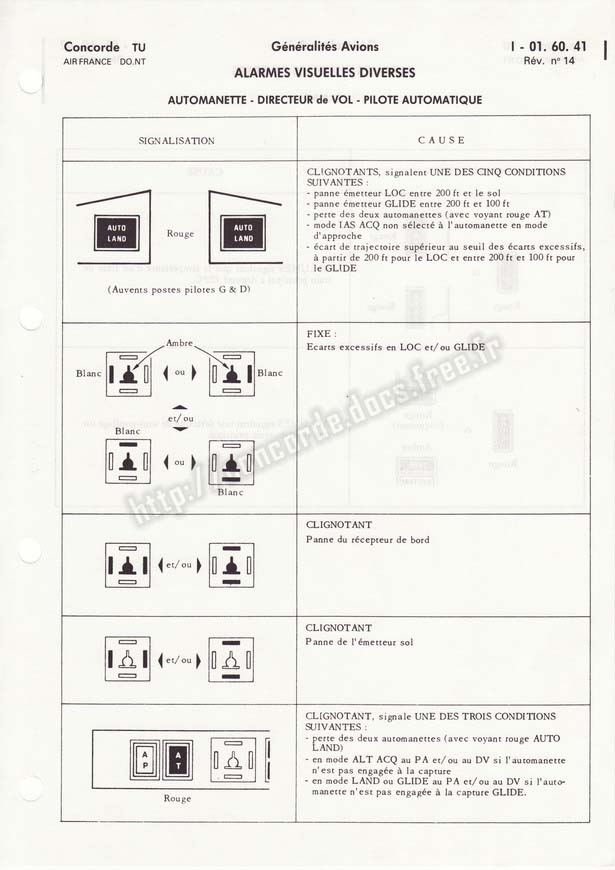 Concorde TU
AIR FRANCE DO.NT
Généralités Avions
I - 01. 60. 41
Rév. n° 14
ALARMES VISUELLES DIVERSES
AUTOMANETTE - DIRECTEUR de VOL - PILOTE AUTOMATIQUE
SIGNALISATION
CAUSE
AUTO
LAND
Rouge
AUTO
LAND
(Auvents postes pilotes G & D)
CLIGNOTANTS, signalent UNE DES CINQ CONDITIONS
SUIVANTES :
- panne émetteur LOC entre 200 ft et le sol
- panne émetteur GLIDE entre 200 ft et 100 ft
- perte des deux automanettes (avec voyant rouge AT)
- mode IAS ACQ non sélecté à l'automanette en mode
d'approche
- écart de trajectoire supérieur au seuil des écarts excessifs,
à partir de 200 ft pour le LOC et entre 200 ft et 100 ft pour
le GLIDE
Ambre
Blanc
ou
Blanc
et/ou
Blanc
ou
Blanc
FIXE :
Ecarts excessifs en LOC et/ou GLIDE
et/ou
CLIGNOTANT
Panne du récepteur de bord
et/ou
CLIGNOTANT
Panne de l'émetteur sol
A
P
A
T
Rouge
CLIGNOTANT, signale UNE DES TROIS CONDITIONS
SUIVANTES :
- perte des deux automanettes (avec voyant rouge AUTO
LAND)
- en mode ALT ACQ au PA et/ou au DV si l'automanette
n'est pas engagée à la capture
- en mode LAND ou GLIDE au PA et/ou au DV si l'auto-
manette n'est pas engagée à la capture GLIDE.
http://concorde.docs.free.fr